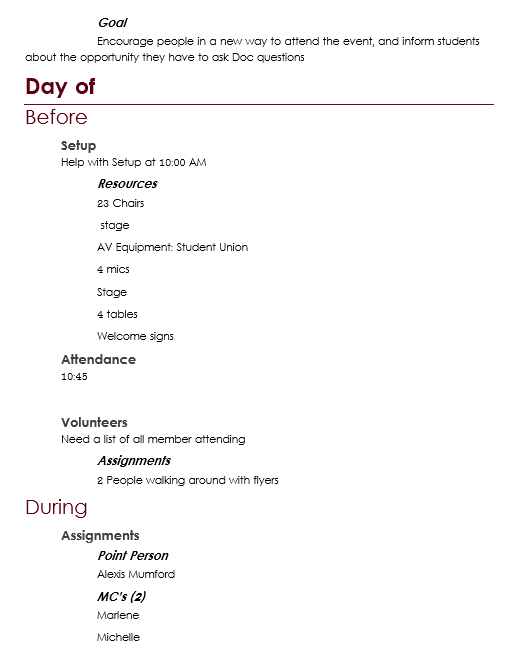 Goal
Encourage people in a new way to attend the event, and inform students
about the opportunity they have to ask Doc questions
Day of
Before
Setup
Help with Setup at 10:00 AM
Resources
23 Chairs
stage
AV Equipment: Student Union
4 mics
Stage
4 tables
Welcome signs
Attendance
10:45
Volunteers
Need a list of all member attending
Assignments
2 People walking around with flyers
During
Assignments
Point Person
Alexis Mumford
MC's (2)
Marlene
Michelle